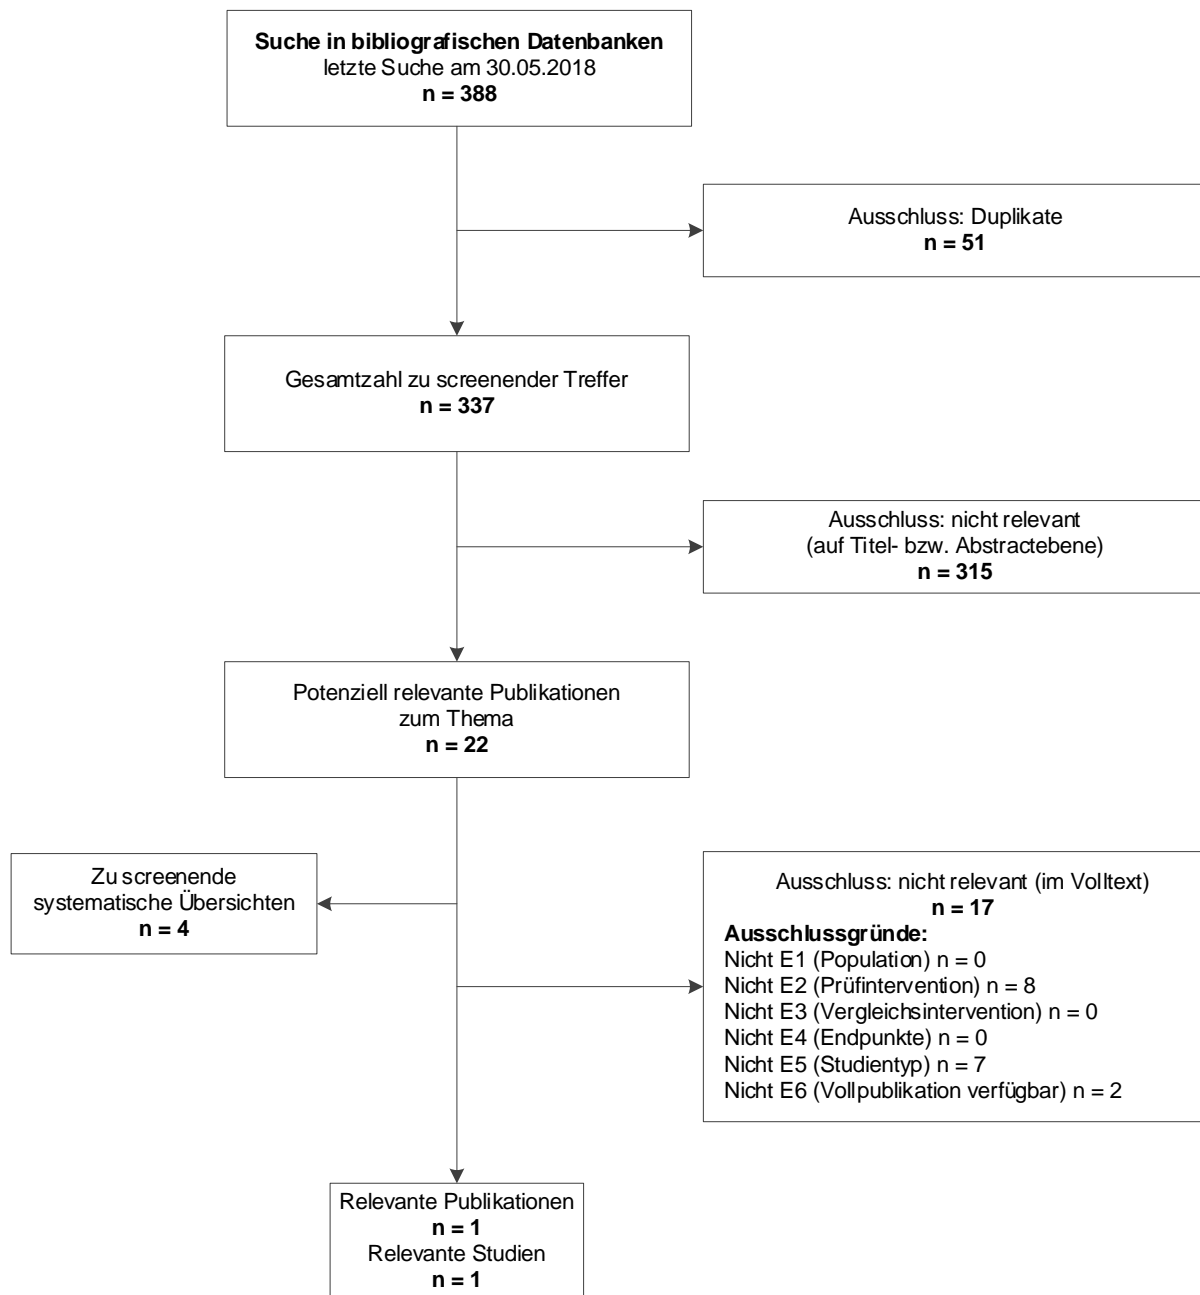 Suche in bibliografischen Datenbanken
letzte Suche am 30.05.2018
n = 388
Ausschluss: Duplikate
n = 51
Gesamtzahl zu screenender Treffer
n = 337
Ausschluss: nicht relevant
(auf Titel- bzw. Abstractebene)
n = 315
Potenziell relevante Publikationen
zum Thema
n = 22
Zu screenende
systematische Übersichten
n = 4
Ausschluss: nicht relevant (im Volltext)
n = 17
Ausschlussgründe:
Nicht E1 (Population) n = 0
Nicht E2 (Prüfintervention) n = 8
Nicht E3 (Vergleichsintervention) n = 0
Nicht E4 (Endpunkte) n = 0
Nicht E5 (Studientyp) n = 7
Nicht E6 (Vollpublikation verfügbar) n = 2
Relevante Publikationen
n = 1
Relevante Studien
n = 1